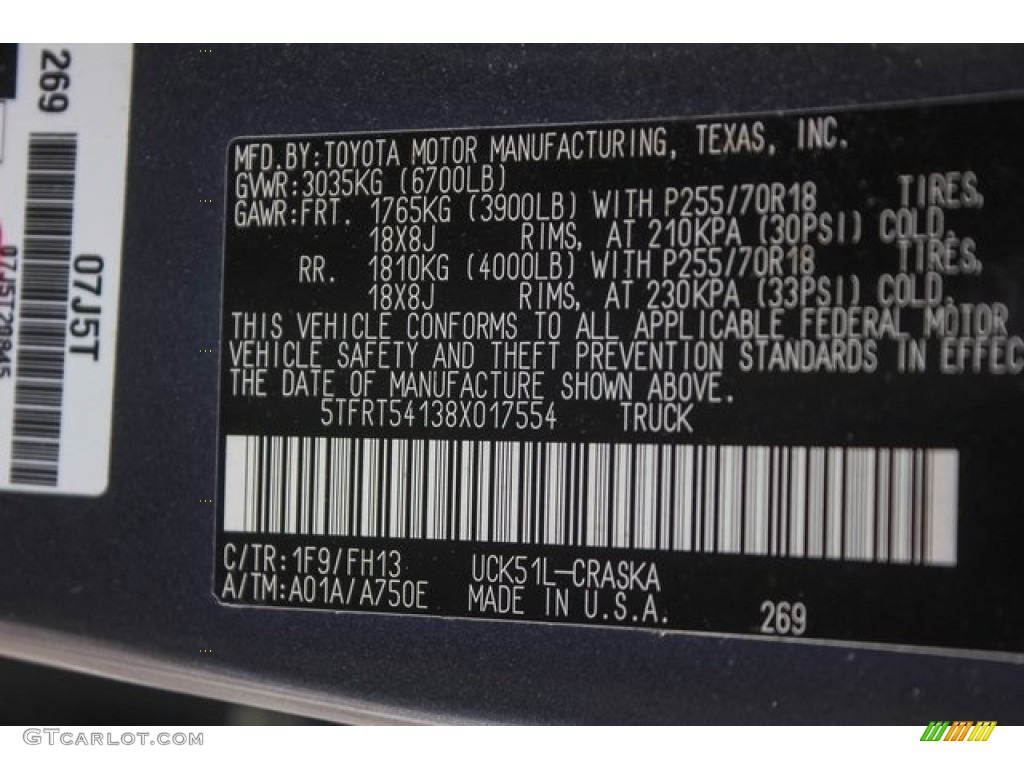 269
07J5T
07J5T20845
MFD.BY:TOYOTA MOTOR MANUFACTURING, TEXAS, INC.
GVWR:3035KG (6700LB)
GAWR:FRT. 1765KG (3900LB) WITH P255/70R18 TIRES,
18X8J RIMS, AT 210KPA (30PSI) COLD,
RR. 1810KG (4000LB) WITH P255/70R18 TIRES,
18X8J RIMS, AT 230KPA (33PSI) COLD,
THIS VEHICLE CONFORMS TO ALL APPLICABLE FEDERAL MOTOR
VEHICLE SAFETY AND THEFT PREVENTION STANDARDS IN EFFEC
THE DATE OF MANUFACTURE SHOWN ABOVE.
5TFRT54138X017554 TRUCK
C/TR:1F9/FH13 UCK51L-CRASKA
A/TM:A01A/A750E MADE IN U.S.A.
269
GTCarlot.com